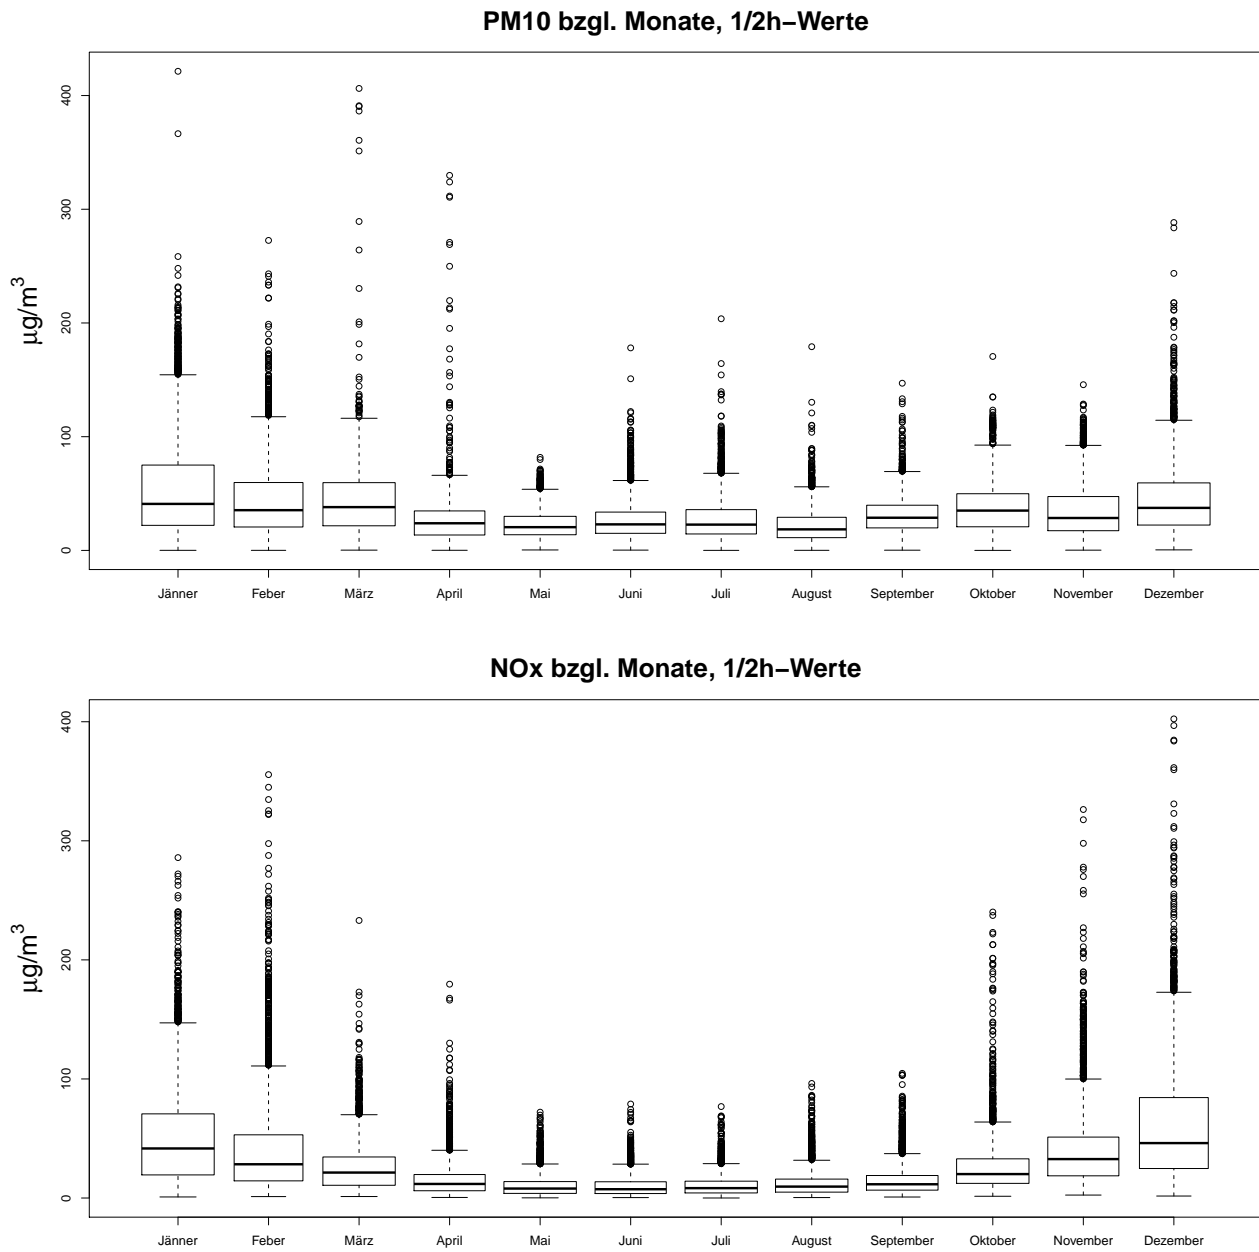 PM10 bzgl. Monate, 1/2h−Werte
µg/m³
400
300
200
100
0
Jänner Feber März April Mai Juni Juli August September Oktober November Dezember
NOx bzgl. Monate, 1/2h−Werte
µg/m³
400
300
200
100
0
Jänner Feber März April Mai Juni Juli August September Oktober November Dezember